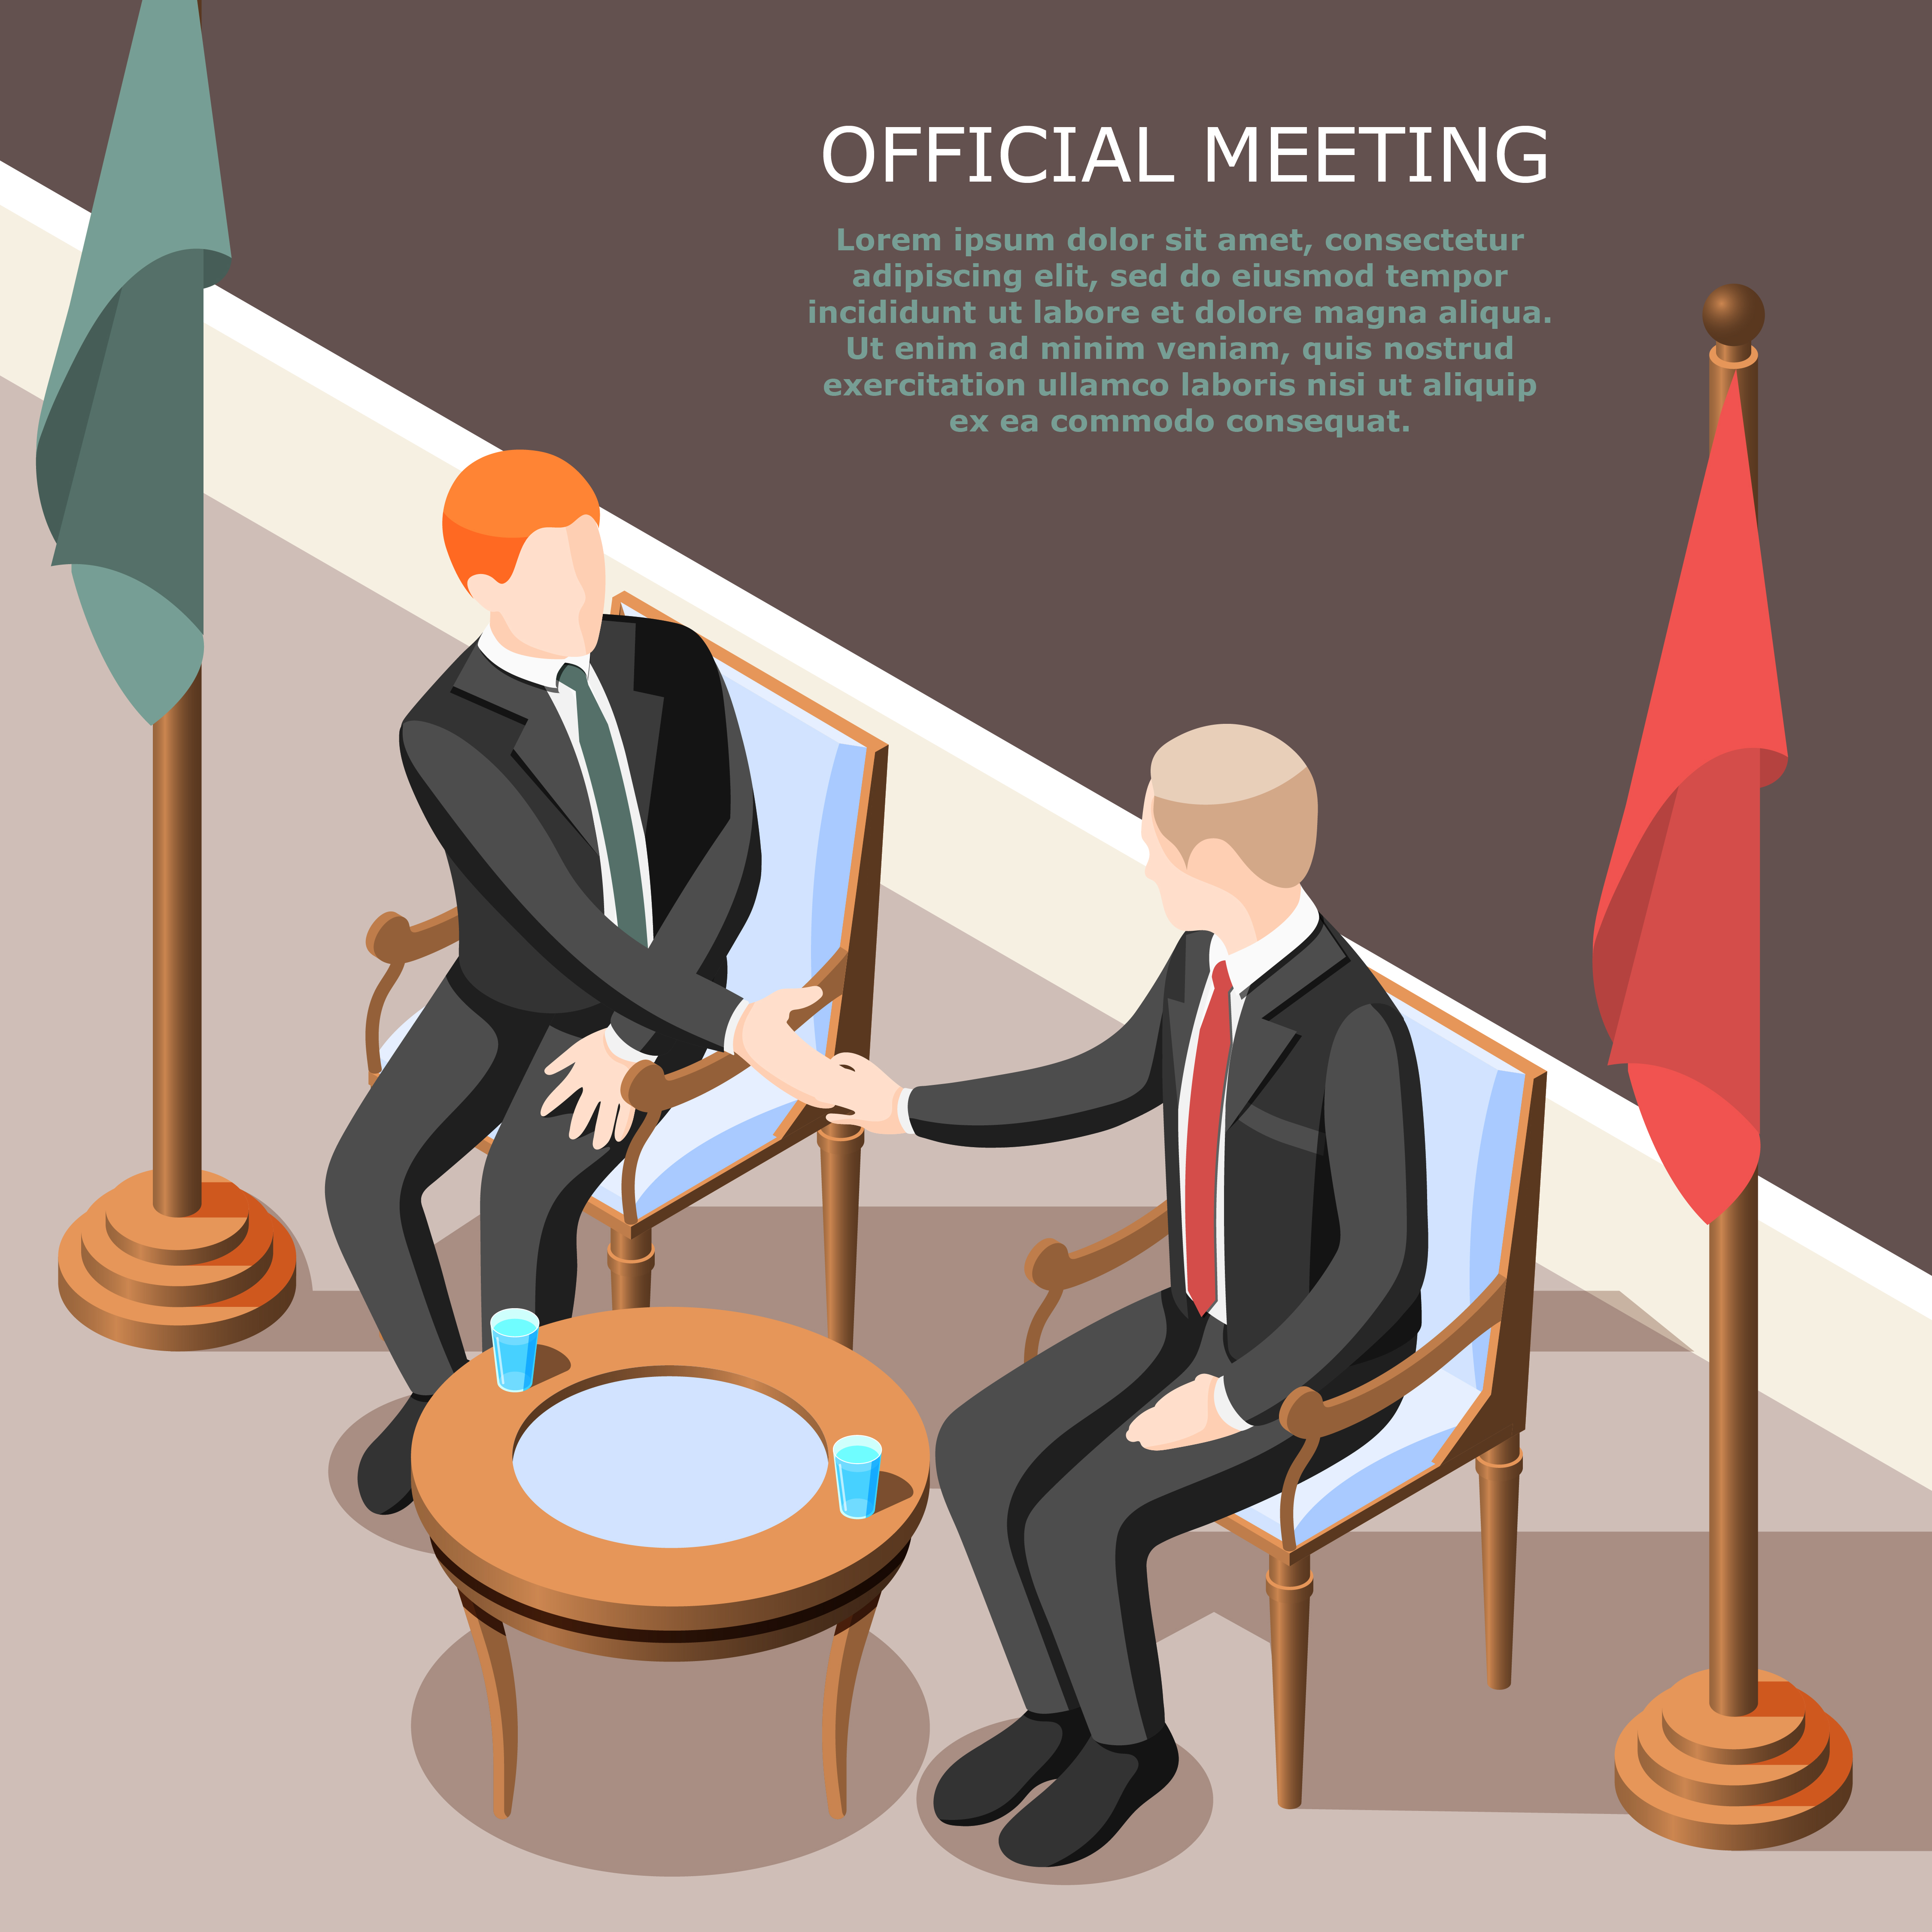 OFFICIAL MEETING
Lorem ipsum dolor sit amet, consectetur
adipiscing elit, sed do eiusmod tempor
incididunt ut labore et dolore magna aliqua.
Ut enim ad minim veniam, quis nostrud
exercitation ullamco laboris nisi ut aliquip
ex ea commodo consequat.